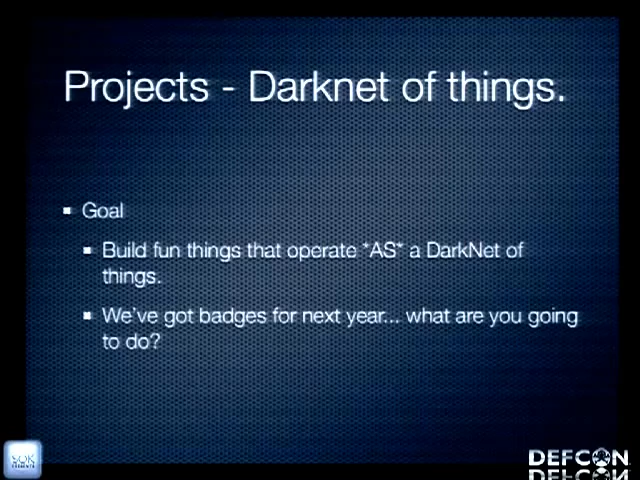 Projects - Darknet of things.
Goal
Build fun things that operate *AS* a DarkNet of
things.
We've got badges for next year... what are you going
to do?
DEFCON